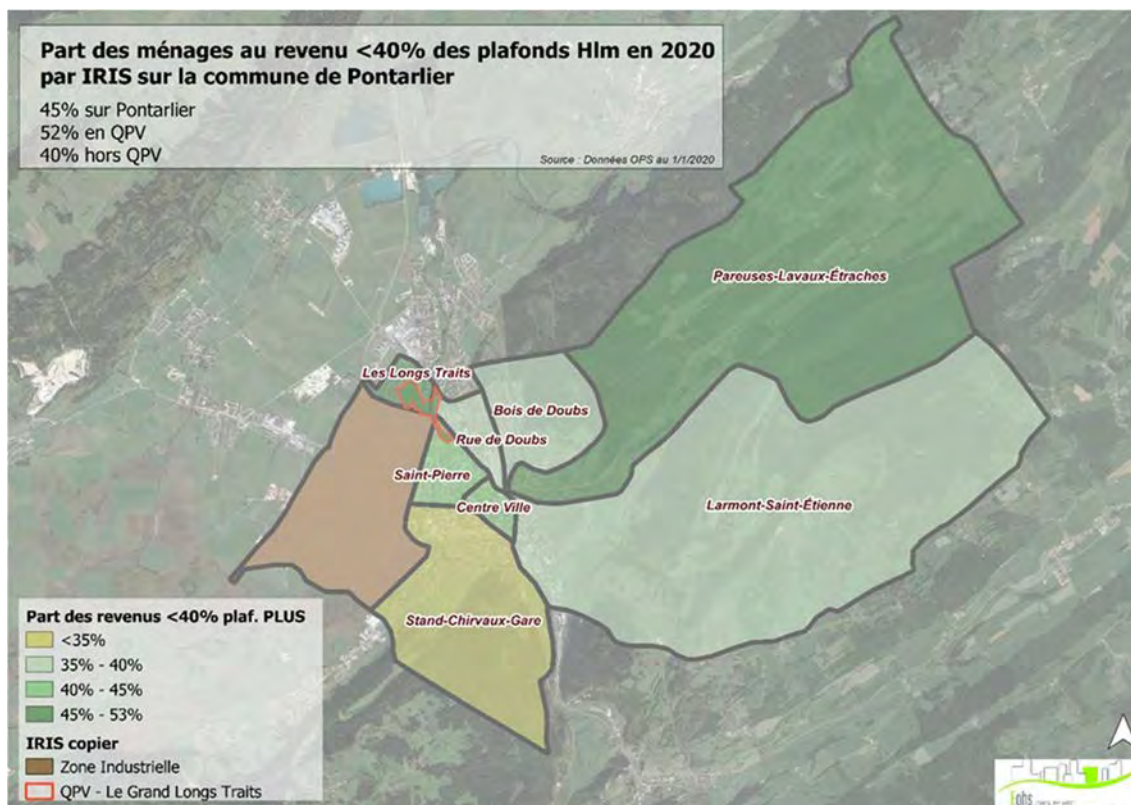 Part des ménages au revenu <40% des plafonds Hlm en 2020
par IRIS sur la commune de Pontarlier
45% sur Pontarlier
52% en QPV
40% hors QPV
Source : Données OPS au 1/1/2020
Pareuses-Lavaux-Étraches
Les Longs Traits
Bois de Doubs
Rue de Doubs
Saint-Pierre
Centre Ville
Larmont-Saint-Étienne
Stand-Chirvaux-Gare
Part des revenus <40% plaf. PLUS
<35%
35% - 40%
40% - 45%
45% - 53%
IRIS copier
Zone Industrielle
QPV - Le Grand Longs Traits